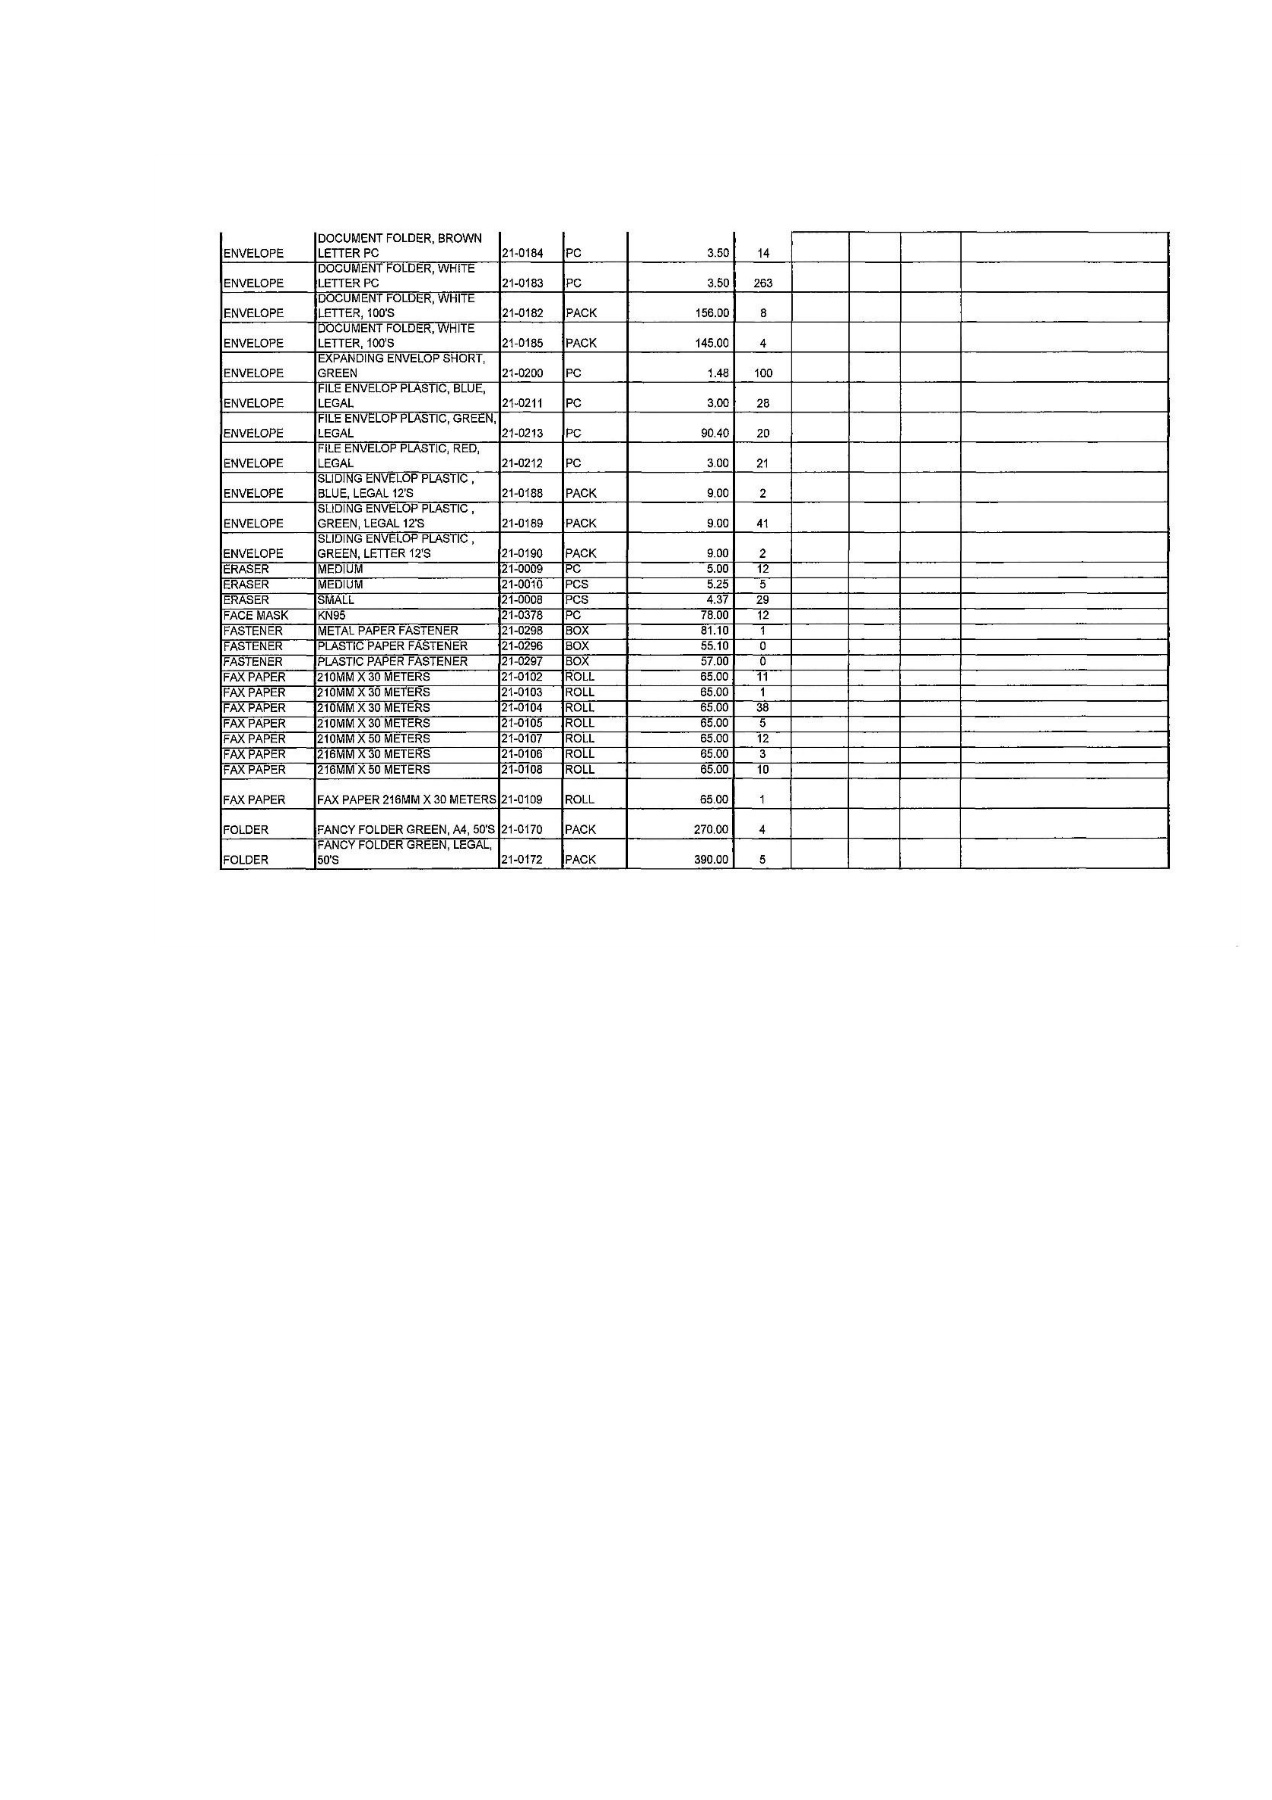 DOCUMENT FOLDER, BROWN
ENVELOPE LETTER PC 21-0184 PC 3.50 14
DOCUMENT FOLDER, WHITE
ENVELOPE LETTER PC 21-0183 PC 3.50 263
DOCUMENT FOLDER, WHITE
ENVELOPE LETTER, 100'S 21-0182 PACK 156.00 8
DOCUMENT FOLDER, WHITE
ENVELOPE LETTER, 100'S 21-0185 PACK 145.00 4
EXPANDING ENVELOP SHORT,
ENVELOPE GREEN 21-0200 PC 1.48 100
FILE ENVELOP PLASTIC, BLUE,
ENVELOPE LEGAL 21-0211 PC 3.00 28
FILE ENVELOP PLASTIC, GREEN,
ENVELOPE LEGAL 21-0213 PC 90.40 20
FILE ENVELOP PLASTIC, RED,
ENVELOPE LEGAL 21-0212 PC 3.00 21
SLIDING ENVELOP PLASTIC ,
ENVELOPE BLUE, LEGAL 12'S 21-0188 PACK 9.00 2
SLIDING ENVELOP PLASTIC ,
ENVELOPE GREEN, LEGAL 12'S 21-0189 PACK 9.00 41
SLIDING ENVELOP PLASTIC ,
ENVELOPE GREEN, LETTER 12'S 21-0190 PACK 9.00 2
ERASER MEDIUM 21-0009 PC 5.00 12
ERASER MEDIUM 21-0010 PCS 5.25 5
ERASER SMALL 21-0008 PCS 4.37 29
FACE MASK KN95 21-0378 PC 78.00 12
FASTENER METAL PAPER FASTENER 21-0298 BOX 81.10 1
FASTENER PLASTIC PAPER FASTENER 21-0296 BOX 55.10 0
FASTENER PLASTIC PAPER FASTENER 21-0297 BOX 57.00 0
FAX PAPER 210MM X 30 METERS 21-0102 ROLL 65.00 11
FAX PAPER 210MM X 30 METERS 21-0103 ROLL 65.00 1
FAX PAPER 210MM X 30 METERS 21-0104 ROLL 65.00 38
FAX PAPER 210MM X 30 METERS 21-0105 ROLL 65.00 5
FAX PAPER 210MM X 50 METERS 21-0107 ROLL 65.00 12
FAX PAPER 216MM X 30 METERS 21-0106 ROLL 65.00 3
FAX PAPER 216MM X 50 METERS 21-0108 ROLL 65.00 10
FAX PAPER FAX PAPER 216MM X 30 METERS 21-0109 ROLL 65.00 1
FOLDER FANCY FOLDER GREEN, A4, 50'S 21-0170 PACK 270.00 4
FANCY FOLDER GREEN, LEGAL,
FOLDER 50'S 21-0172 PACK 390.00 5